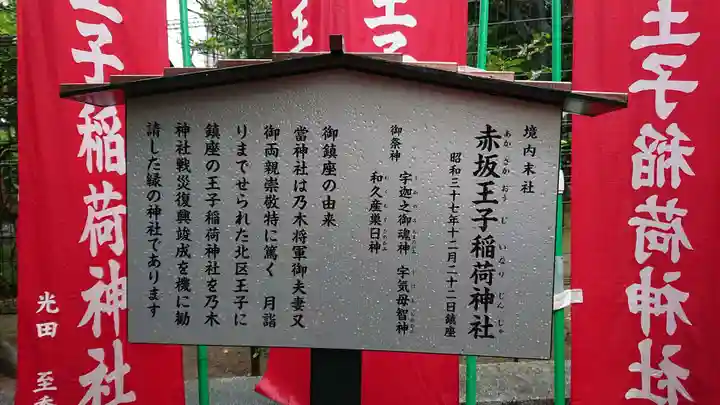 境内末社
赤坂王子稲荷神社
あかさかおうじいなりじんじゃ
昭和三十七年十二月二十二日鎮座
御祭神
宇迦之御魂神 宇気母智神
和久産巣日神
御鎮座の由来
當神社は乃木将軍御夫妻又
御両親崇敬特に篤く 月詣
りまでせられた北区王子に
鎮座の王子稲荷神社を乃木
神社戦災復興竣成を機に勧
請した縁の神社であります
王子稲荷神社
王子稲荷神社
光田